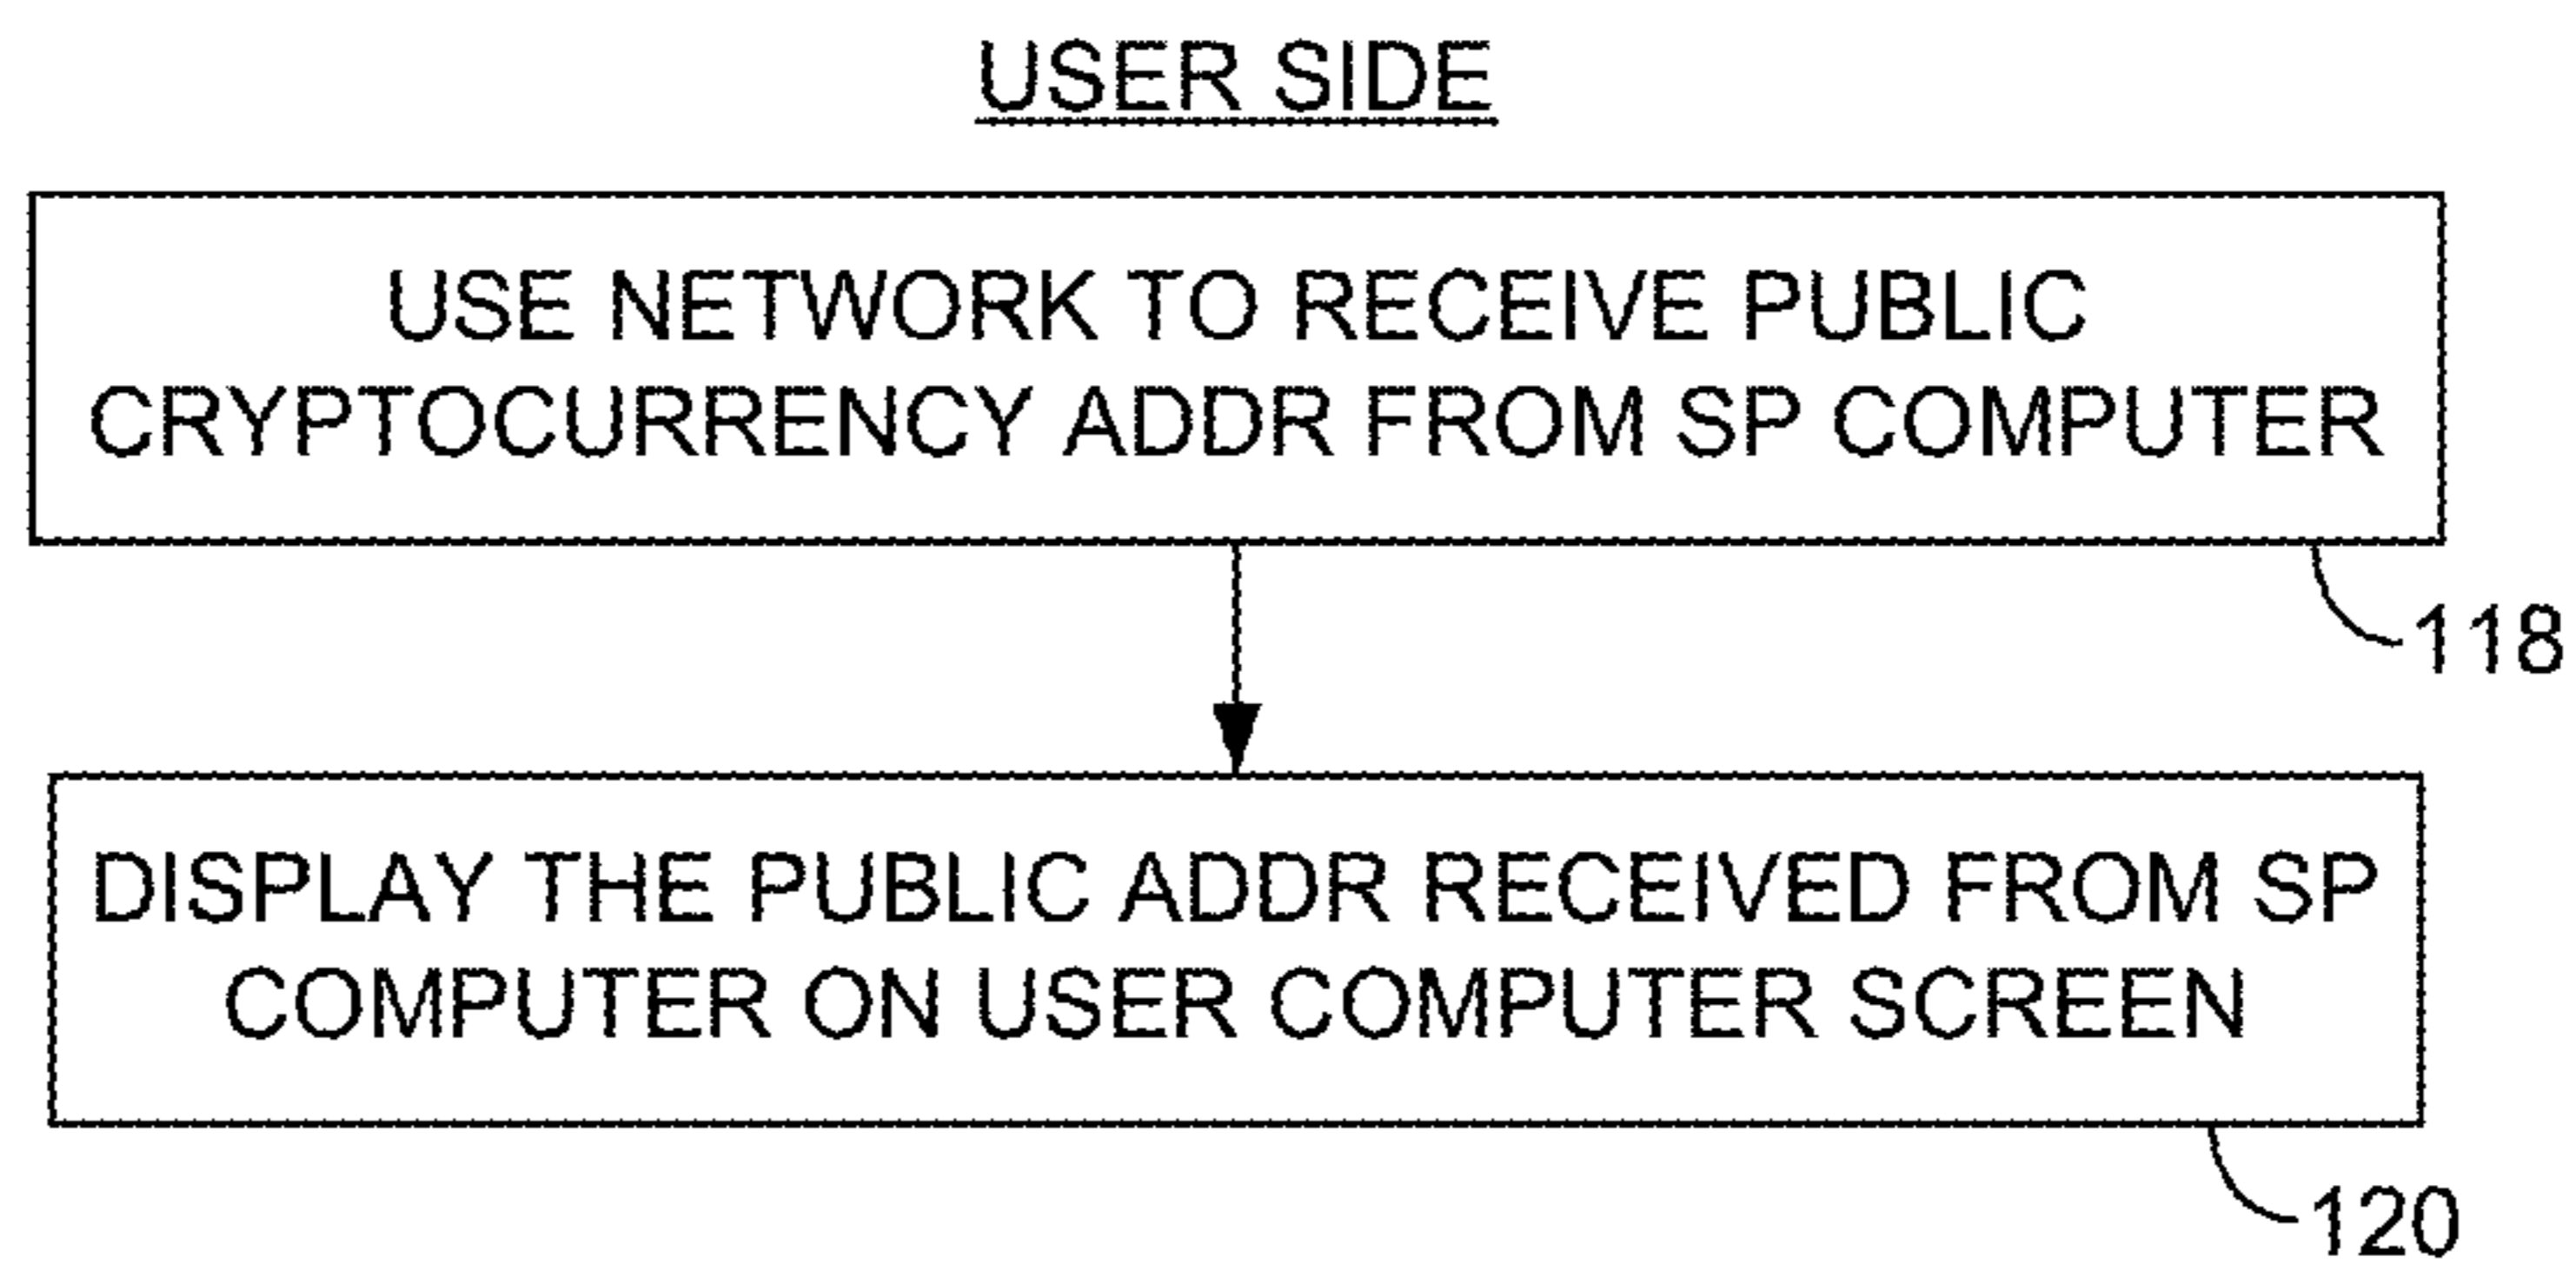 USER SIDE
USE NETWORK TO RECEIVE PUBLIC
CRYPTOCURRENCY ADDR FROM SP COMPUTER
118
DISPLAY THE PUBLIC ADDR RECEIVED FROM SP
COMPUTER ON USER COMPUTER SCREEN
120